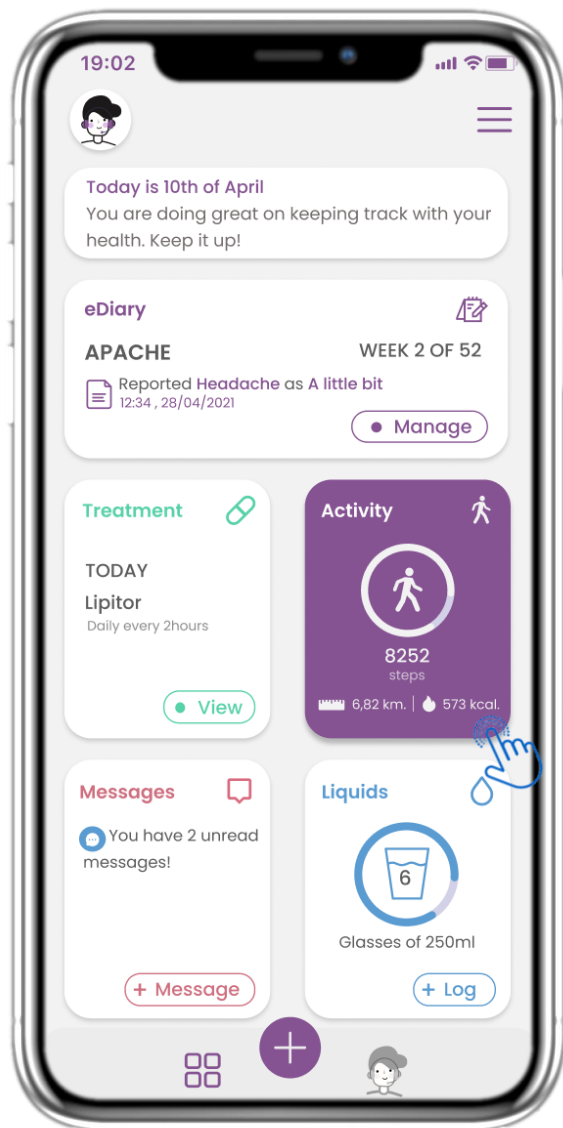 19:02
Today is 10th of April
You are doing great on keeping track with your
health. Keep it up!
eDiary
APACHE
WEEK 2 OF 52
Reported Headache as A little bit
12:34 , 28/04/2021
Manage
Treatment
TODAY
Lipitor
Daily every 2hours
View
Activity
8252
steps
6,82 km.
573 kcal.
Messages
You have 2 unread
messages!
+ Message
Liquids
6
Glasses of 250ml
+ Log